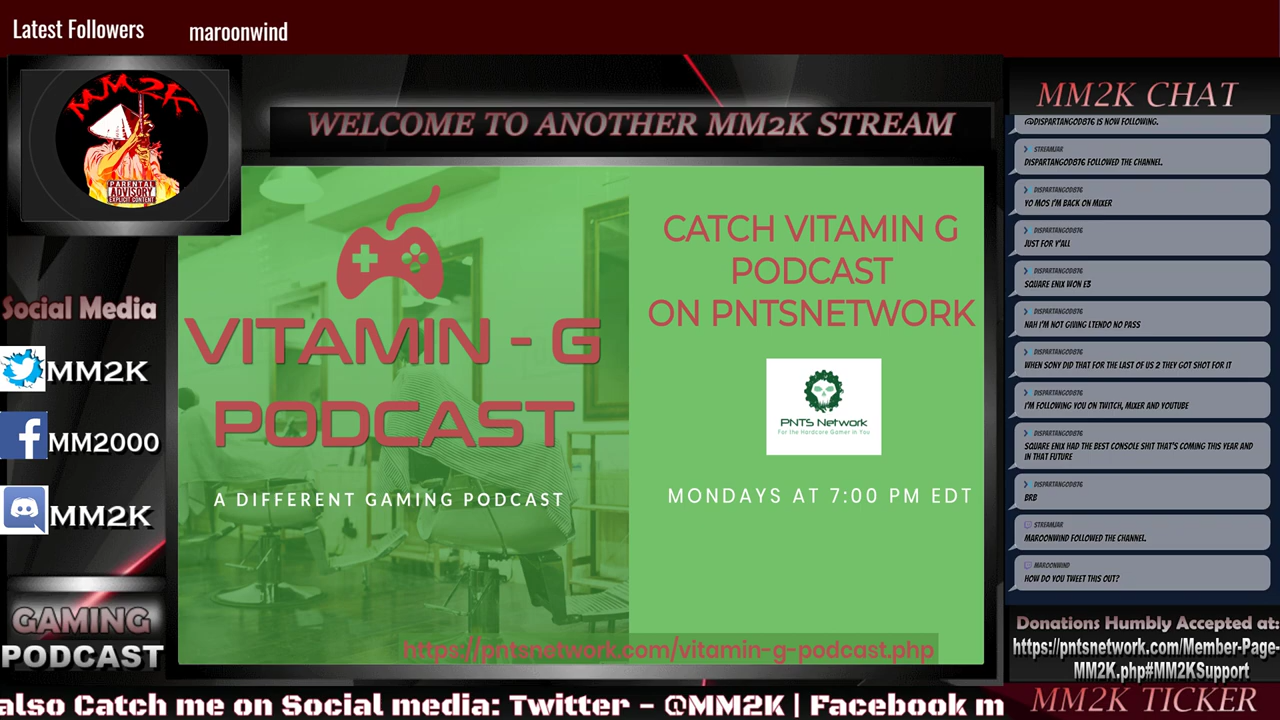 Latest Followers
maroonwind
MM2K
PARENTAL
ADVISORY
EXPLICIT CONTENT
WELCOME TO ANOTHER MM2K STREAM
Social Media
MM2K
MM2000
MM2K
GAMING
PODCAST
VITAMIN - G
PODCAST
A DIFFERENT GAMING PODCAST
CATCH VITAMIN G
PODCAST
ON PNTSNETWORK
PNTS Network
For the Hardcore Gamer in You
MONDAYS AT 7:00 PM EDT
https://pntsnetwork.com/vitamin-g-podcast.php
MM2K CHAT
@DISPARTANGOD876 IS NOW FOLLOWING.
STREAMJAR
DISPARTANGOD876 FOLLOWED THE CHANNEL.
DISPARTANGOD876
YO MOS I'M BACK ON MIXER
DISPARTANGOD876
JUST FOR Y'ALL
DISPARTANGOD876
SQUARE ENIX WON E3
DISPARTANGOD876
NAH I'M NOT GIVING LTENDO NO PASS
DISPARTANGOD876
WHEN SONY DID THAT FOR THE LAST OF US 2 THEY GOT SHOT FOR IT
DISPARTANGOD876
I'M FOLLOWING YOU ON TWITCH, MIXER AND YOUTUBE
DISPARTANGOD876
SQUARE ENIX HAD THE BEST CONSOLE SHIT THAT'S COMING THIS YEAR AND
IN THAT FUTURE
DISPARTANGOD876
BRB
STREAMJAR
MAROONWIND FOLLOWED THE CHANNEL.
MAROONWIND
HOW DO YOU TWEET THIS OUT?
Donations Humbly Accepted at:
https://pntsnetwork.com/Member-Page-
MM2K.php#MM2KSupport
also Catch me on Social media: Twitter - @MM2K | Facebook m
MM2K TICKER